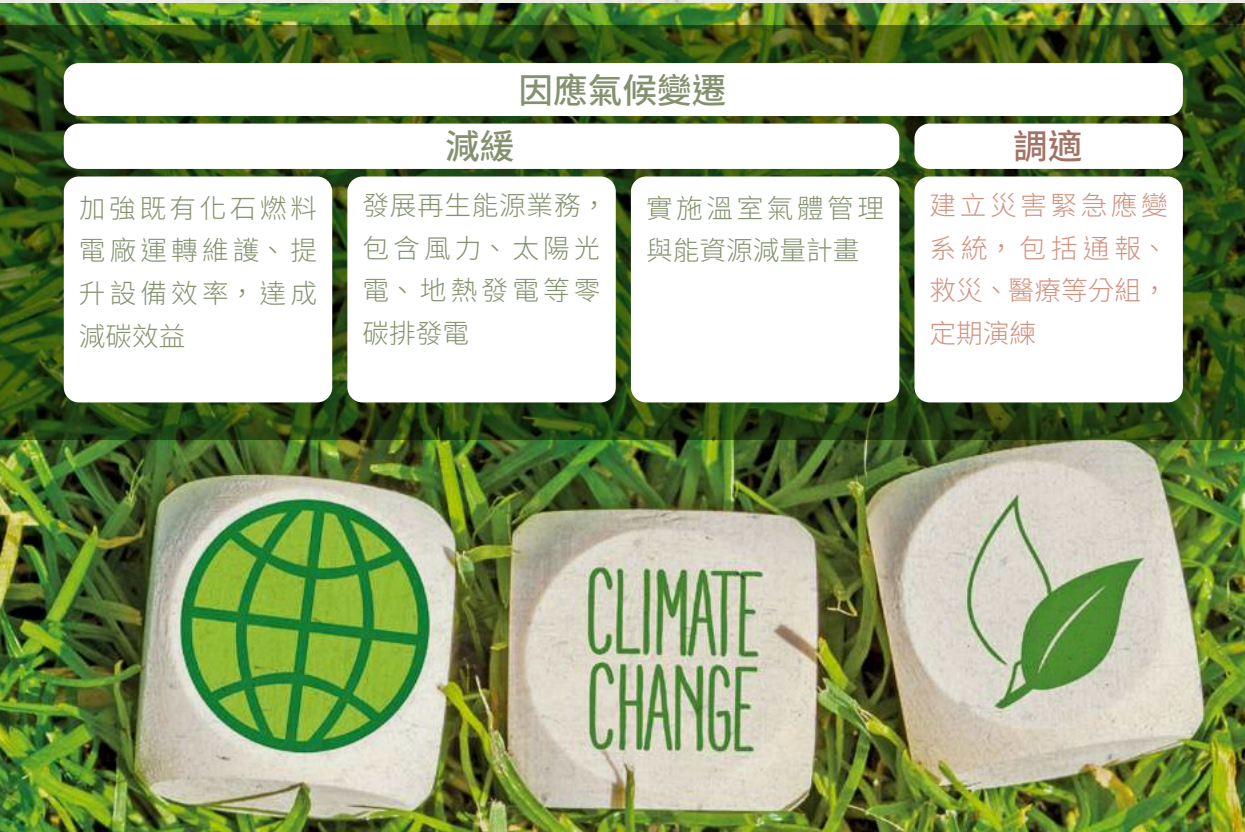 因應氣候變遷
減緩
調適
加強既有化石燃料
電廠運轉維護、提
升設備效率，達成
減碳效益
發展再生能源業務，
包含風力、太陽光
電、地熱發電等零
碳排發電
實施溫室氣體管理
與能資源減量計畫
建立災害緊急應變
系統，包括通報、
救災、醫療等分組，
定期演練
CLIMATE
CHANGE